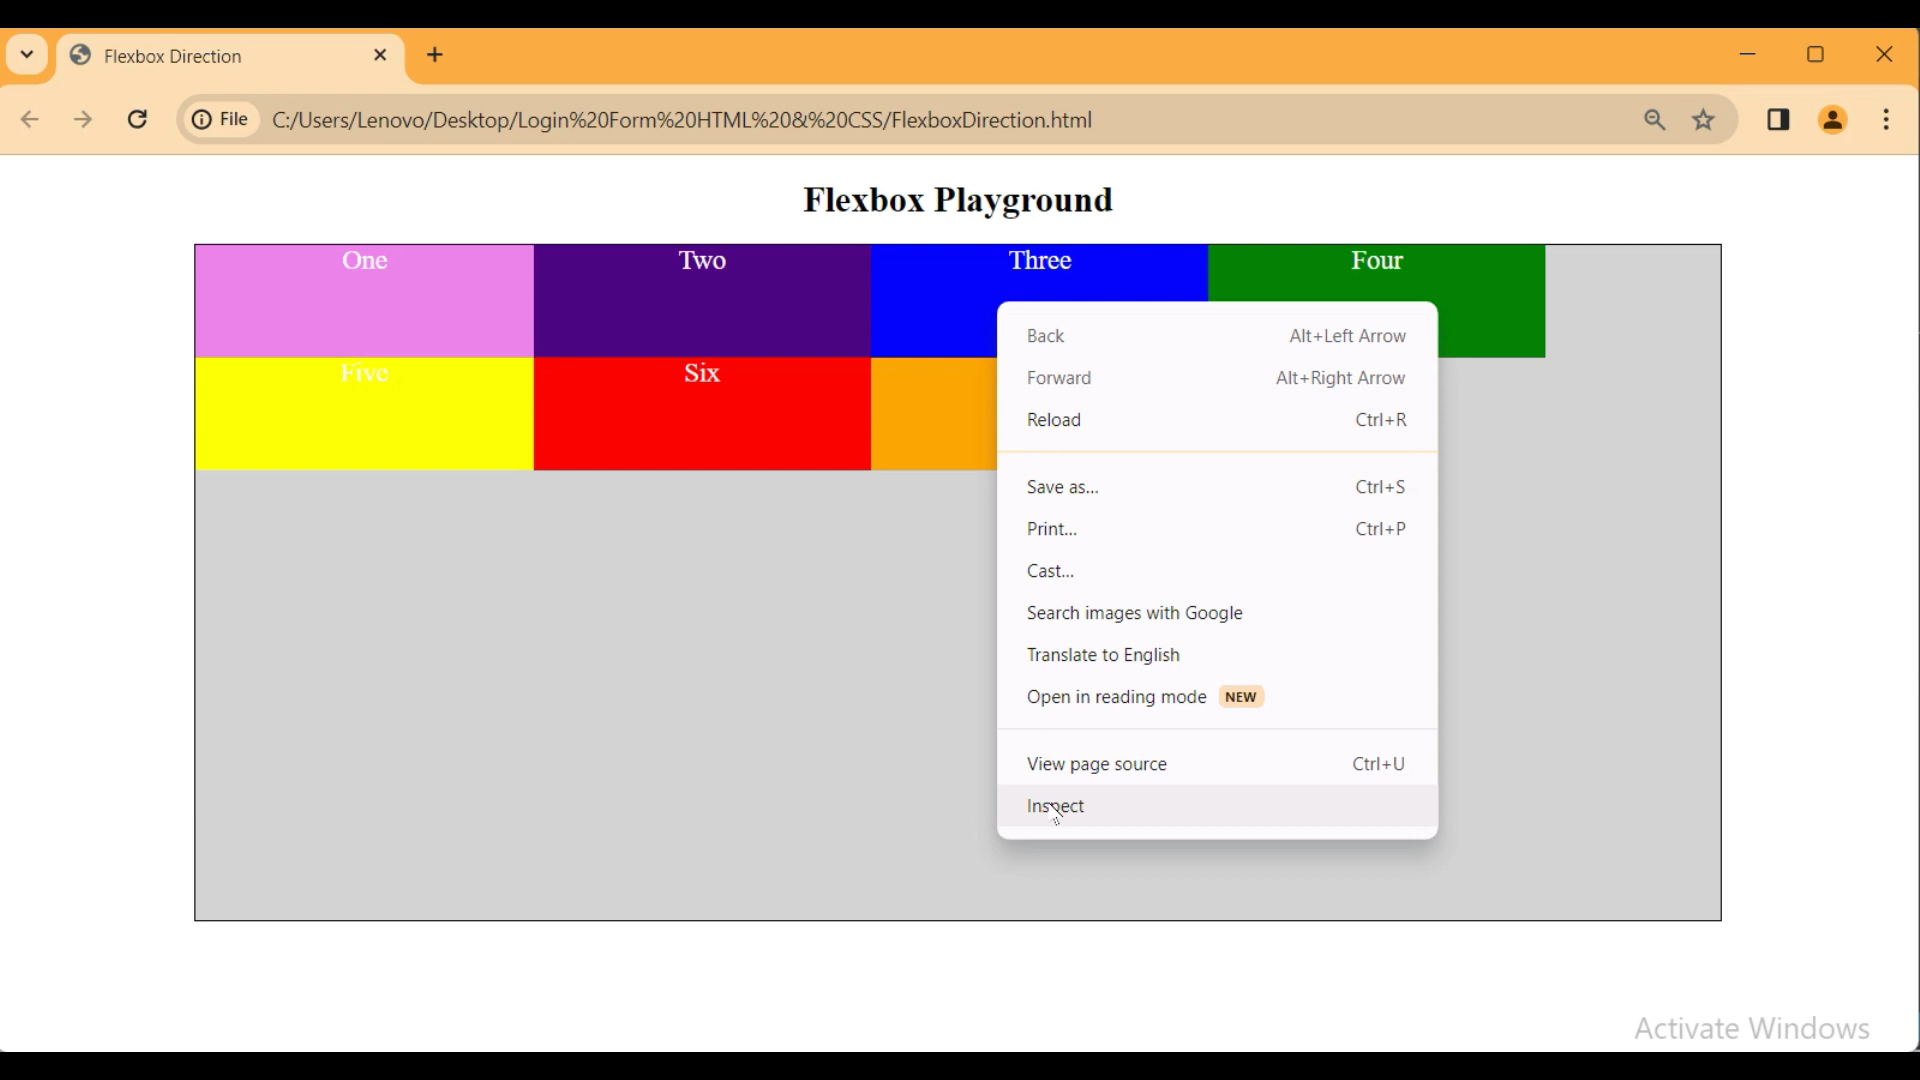 Flexbox Direction
File C:/Users/Lenovo/Desktop/Login%20Form%20HTML%20&%20CSS/FlexboxDirection.html
Flexbox Playground
One Two Three Four
Five Six
Back Alt+Left Arrow
Forward Alt+Right Arrow
Reload Ctrl+R
Save as... Ctrl+S
Print... Ctrl+P
Cast...
Search images with Google
Translate to English
Open in reading mode NEW
View page source Ctrl+U
Inspect
Activate Windows